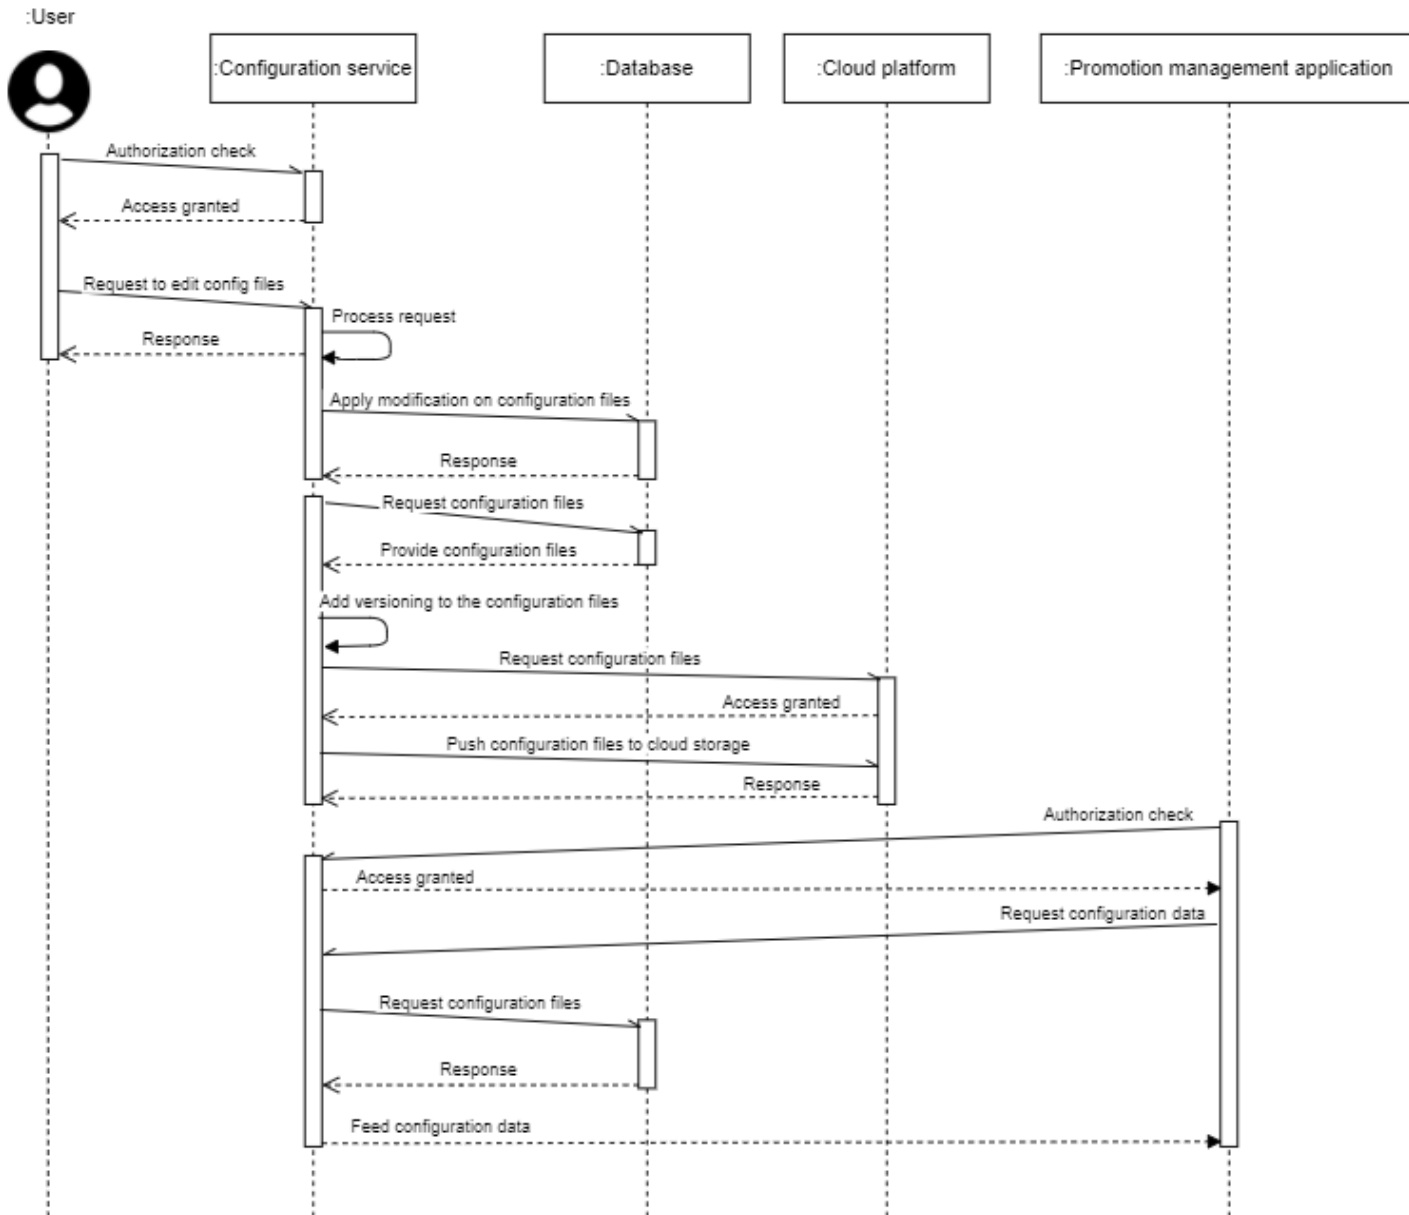 :User
:Configuration service
:Database
:Cloud platform
:Promotion management application
Authorization check
Access granted
Request to edit config files
Process request
Response
Apply modification on configuration files
Response
Request configuration files
Provide configuration files
Add versioning to the configuration files
Request configuration files
Access granted
Push configuration files to cloud storage
Response
Authorization check
Access granted
Request configuration data
Request configuration files
Response
Feed configuration data